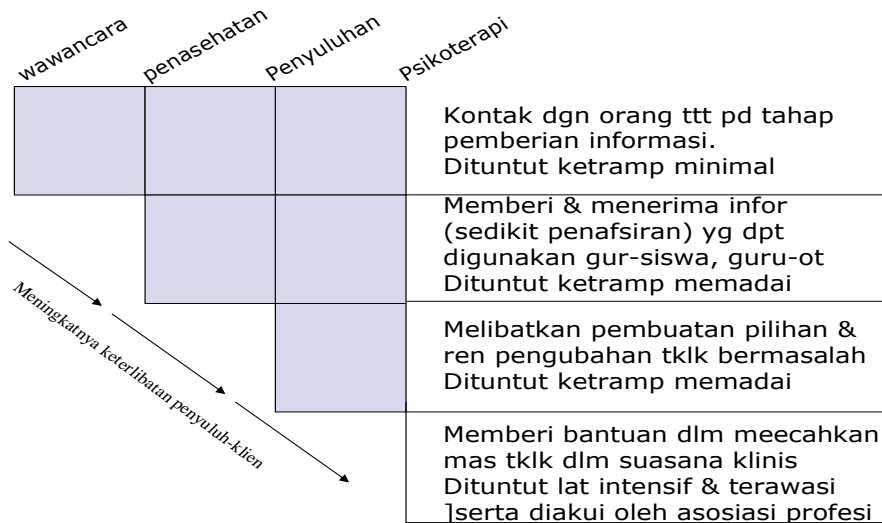 wawancara
penasehatan
Penyuluhan
Psikoterapi
Kontak dgn orang ttt pd tahap
pemberian informasi.
Dituntut ketramp minimal
Memberi & menerima infor
(sedikit penafsiran) yg dpt
digunakan gur-siswa, guru-ot
Dituntut ketramp memadai
Melibatkan pembuatan pilihan &
ren pengubahan tklk bermasalah
Dituntut ketramp memadai
Memberi bantuan dlm meecahkan
mas tklk dlm suasana klinis
Dituntut lat intensif & terawasi
]serta diakui oleh asosiasi profesi
Meningkatnya keterlibatan penyuluh-klien